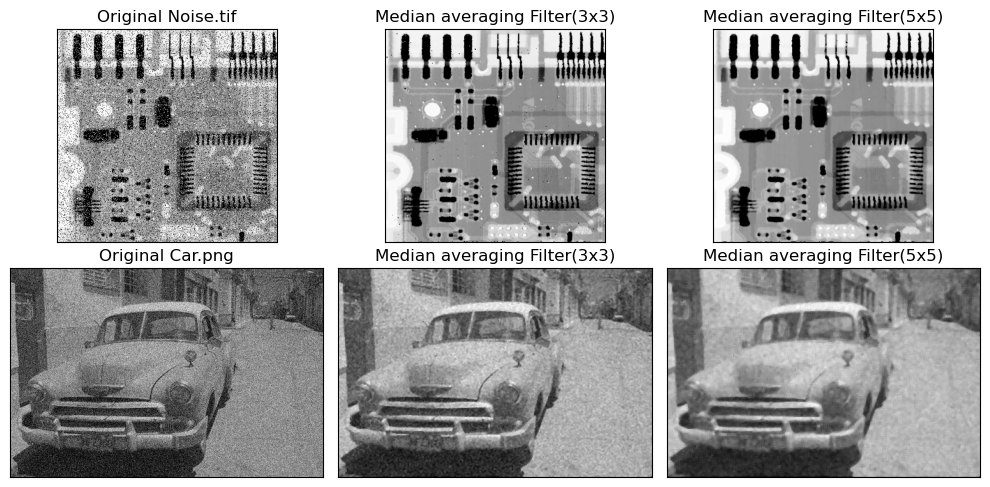 Original Noise.tif
Median averaging Filter(3x3)
Median averaging Filter(5x5)
Original Car.png
Median averaging Filter(3x3)
Median averaging Filter(5x5)